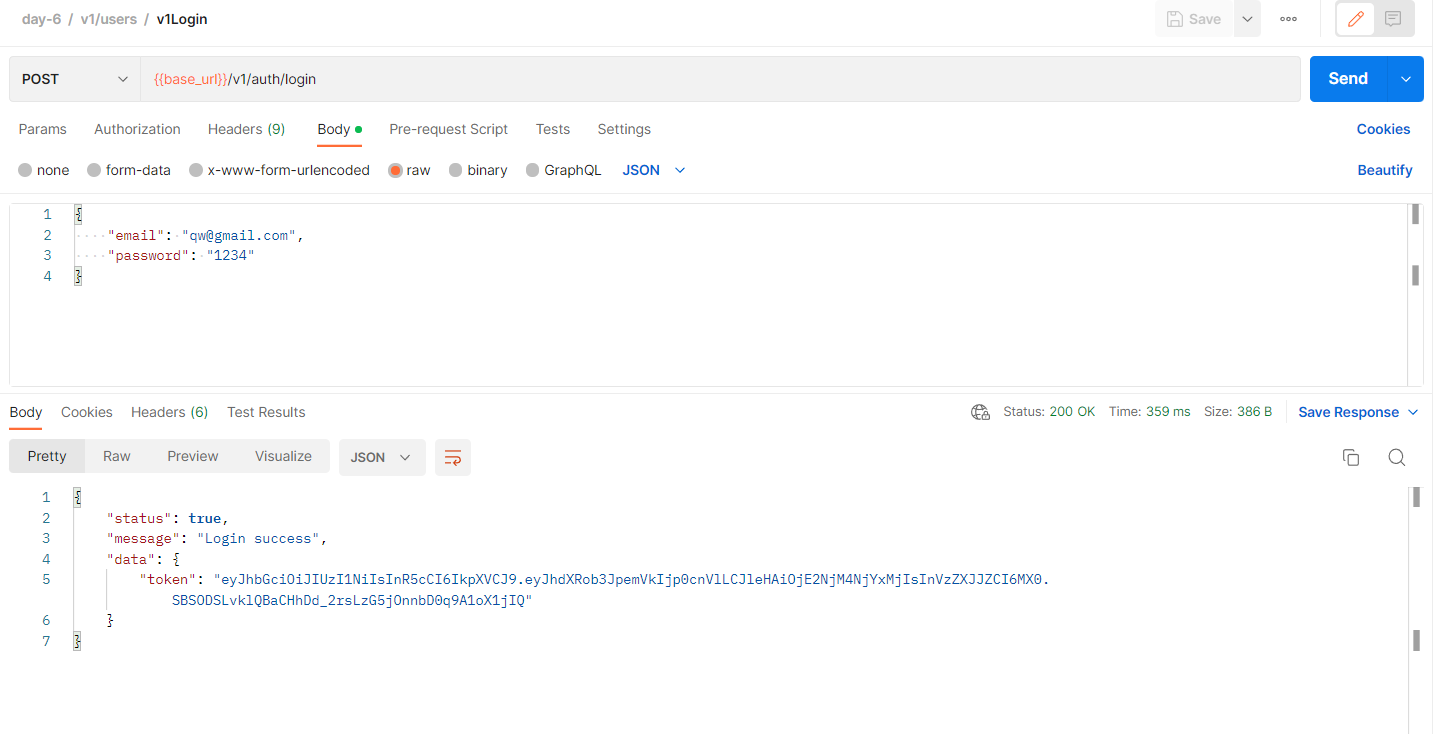 day-6 / v1/users / v1Login
Save
POST
{{base_url}}/v1/auth/login
Send
Params Authorization Headers (9) Body Pre-request Script Tests Settings
Cookies
none form-data x-www-form-urlencoded raw binary GraphQL JSON
Beautify
1 {
2 "email": "qw@gmail.com",
3 "password": "1234"
4 }
Body Cookies Headers (6) Test Results
Status: 200 OK Time: 359 ms Size: 386 B
Save Response
Pretty Raw Preview Visualize JSON
1 {
2 "status": true,
3 "message": "Login success",
4 "data": {
5 "token": "eyJhbGciOiJIUzI1NiIsInR5cCI6IkpXVCJ9.eyJhdXRob3JpemVkIjp0cnVlLCJleHAiOjE2NjM4NjYxMjIsInVzZXJJZCI6MX0.
SBSODSLvklQBaCHhDd_2rsLzG5jOnnbD0q9A1oX1jIQ"
6 }
7 }